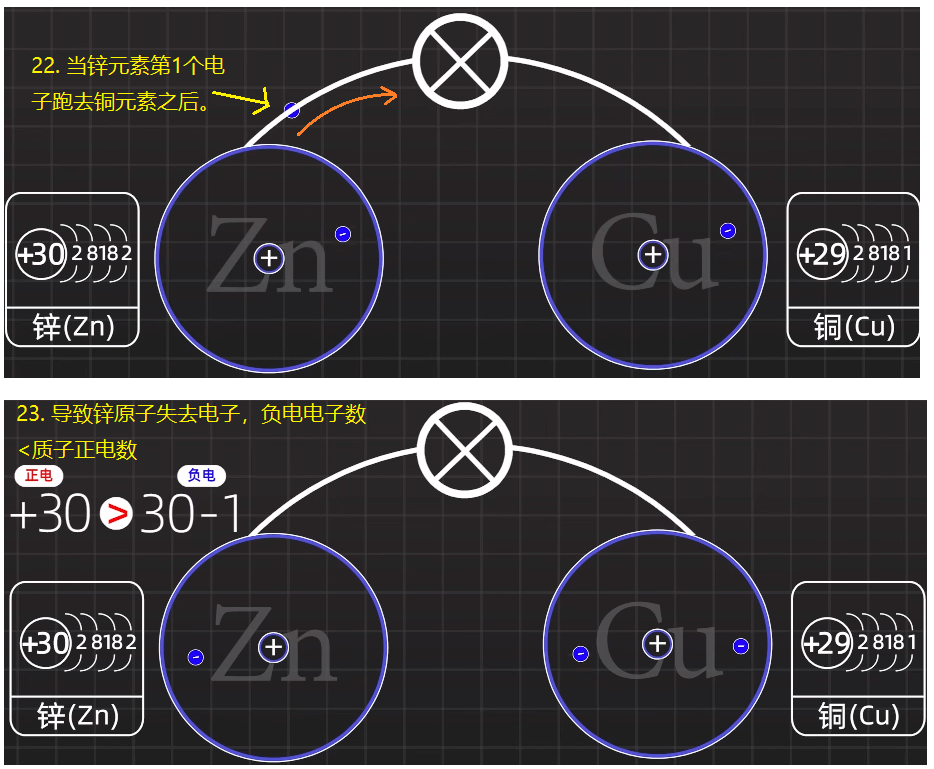 22. 当锌元素第1个电
子跑去铜元素之后。
Zn
+
-
Cu
+
-
+30 2 8 18 2
锌(Zn)
+29 2 8 18 1
铜(Cu)
23. 导致锌原子失去电子，负电电子数
<质子正电数
正电 负电
+30 > 30-1
Zn
-
+
Cu
-
+
-
+30 2 8 18 2
锌(Zn)
+29 2 8 18 1
铜(Cu)